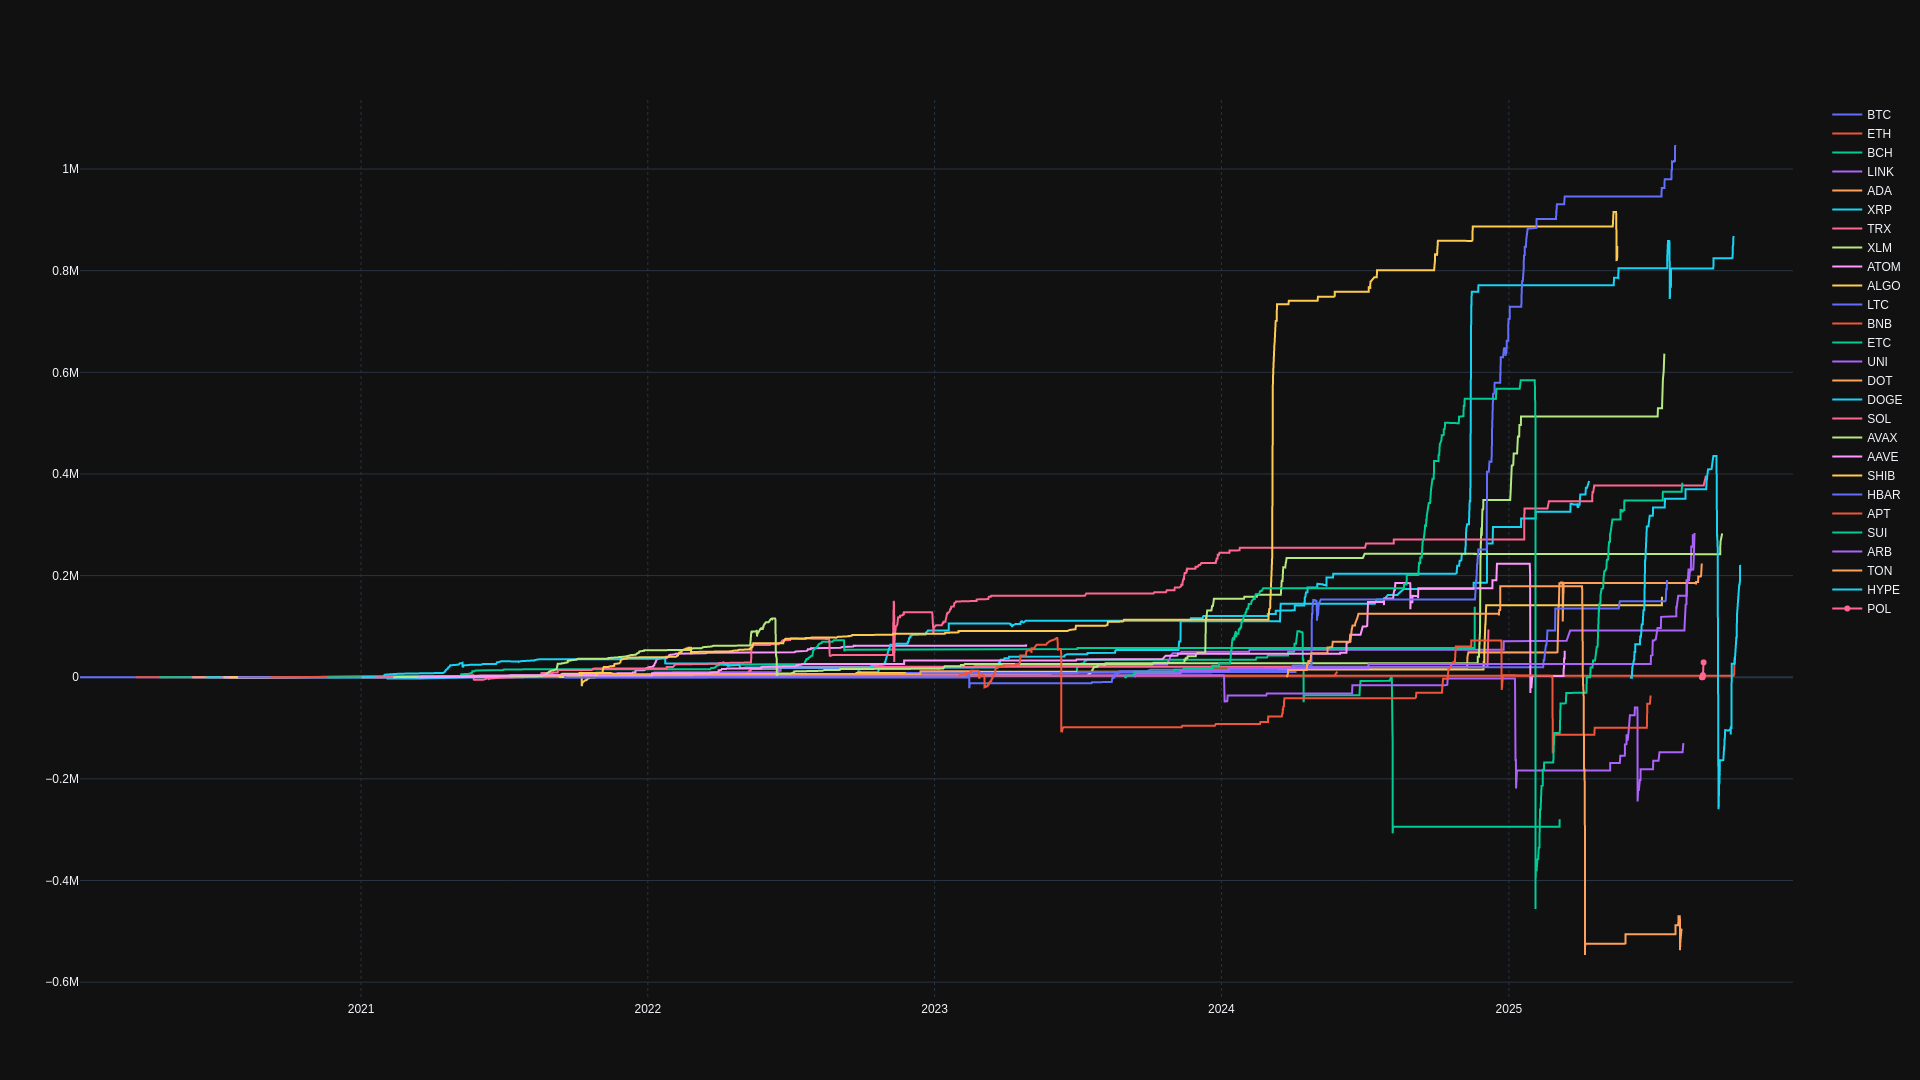 1M
0.8M
0.6M
0.4M
0.2M
0
−0.2M
−0.4M
−0.6M
2021
2022
2023
2024
2025
BTC
ETH
BCH
LINK
ADA
XRP
TRX
XLM
ATOM
ALGO
LTC
BNB
ETC
UNI
DOT
DOGE
SOL
AVAX
AAVE
SHIB
HBAR
APT
SUI
ARB
TON
HYPE
POL